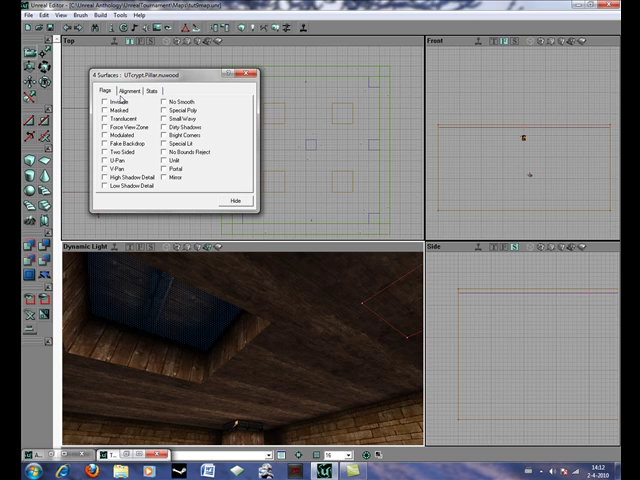 Unreal Editor - [C:\Unreal Anthology\UnrealTournament\Maps\tut9map.unr]
File Edit View Brush Build Tools Help
Top
Front
4 Surfaces : UTcrypt.Pillar.nuwood
Flags Alignment Stats
Invisible
Masked
Translucent
Force View Zone
Modulated
Fake Backdrop
Two Sided
U-Pan
V-Pan
High Shadow Detail
Low Shadow Detail
No Smooth
Special Poly
Small Wavy
Dirty Shadows
Bright Corners
Special Lit
No Bounds Reject
Unlit
Portal
Mirror
Hide
Dynamic Light
Side
A...
T...
16
14:12
2-4-2010